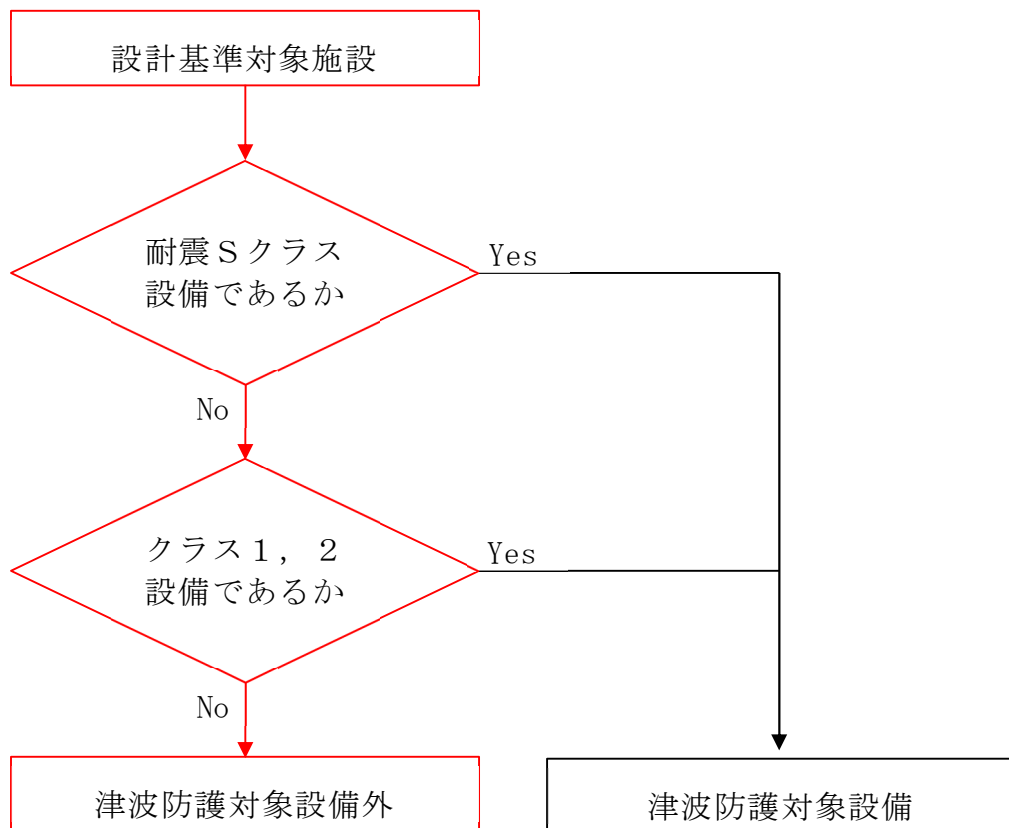 設計基準対象施設
耐震Ｓクラス
設備であるか
Yes
No
クラス１，２
設備であるか
Yes
No
津波防護対象設備外
津波防護対象設備